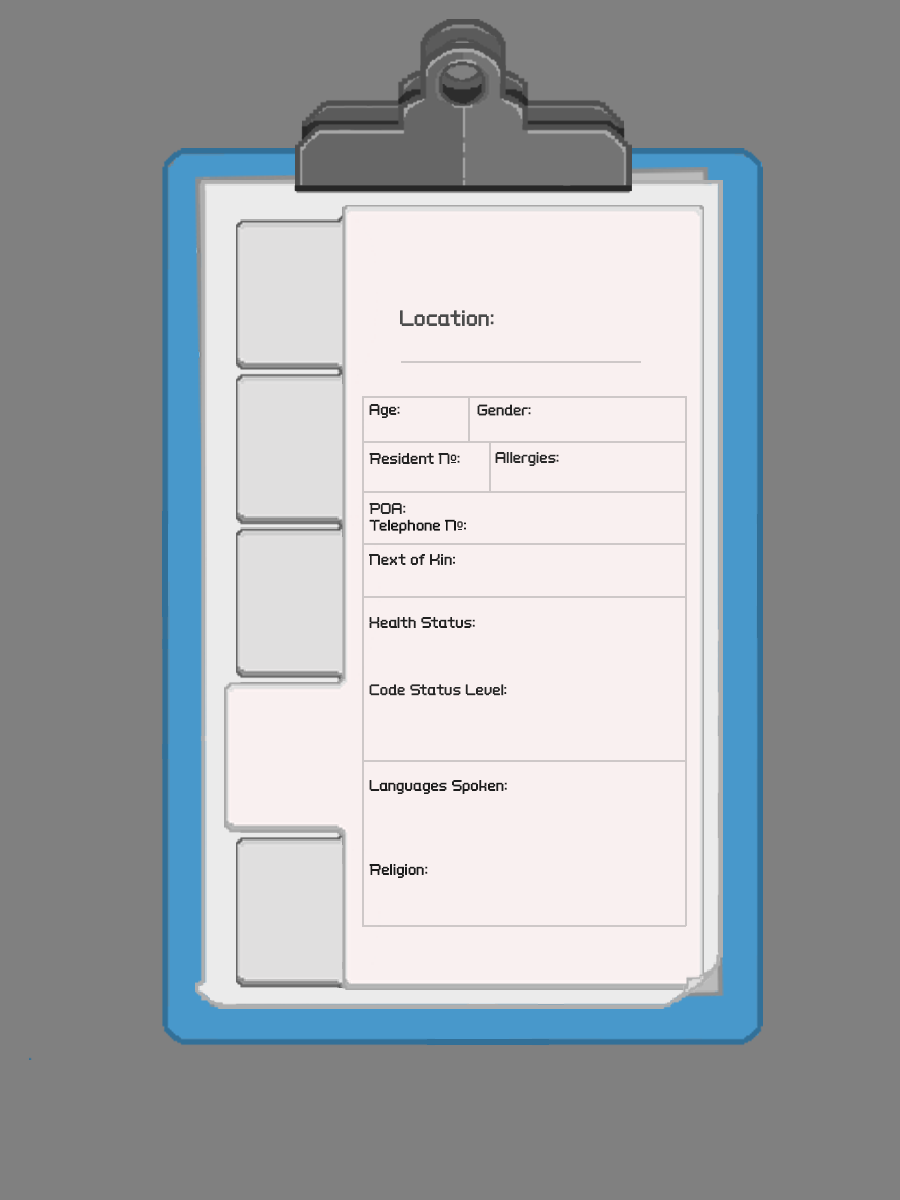 Location:
Age:
Gender:
Resident Nº:
Allergies:
POA:
Telephone Nº:
Next of Kin:
Health Status:
Code Status Level:
Languages Spoken:
Religion: